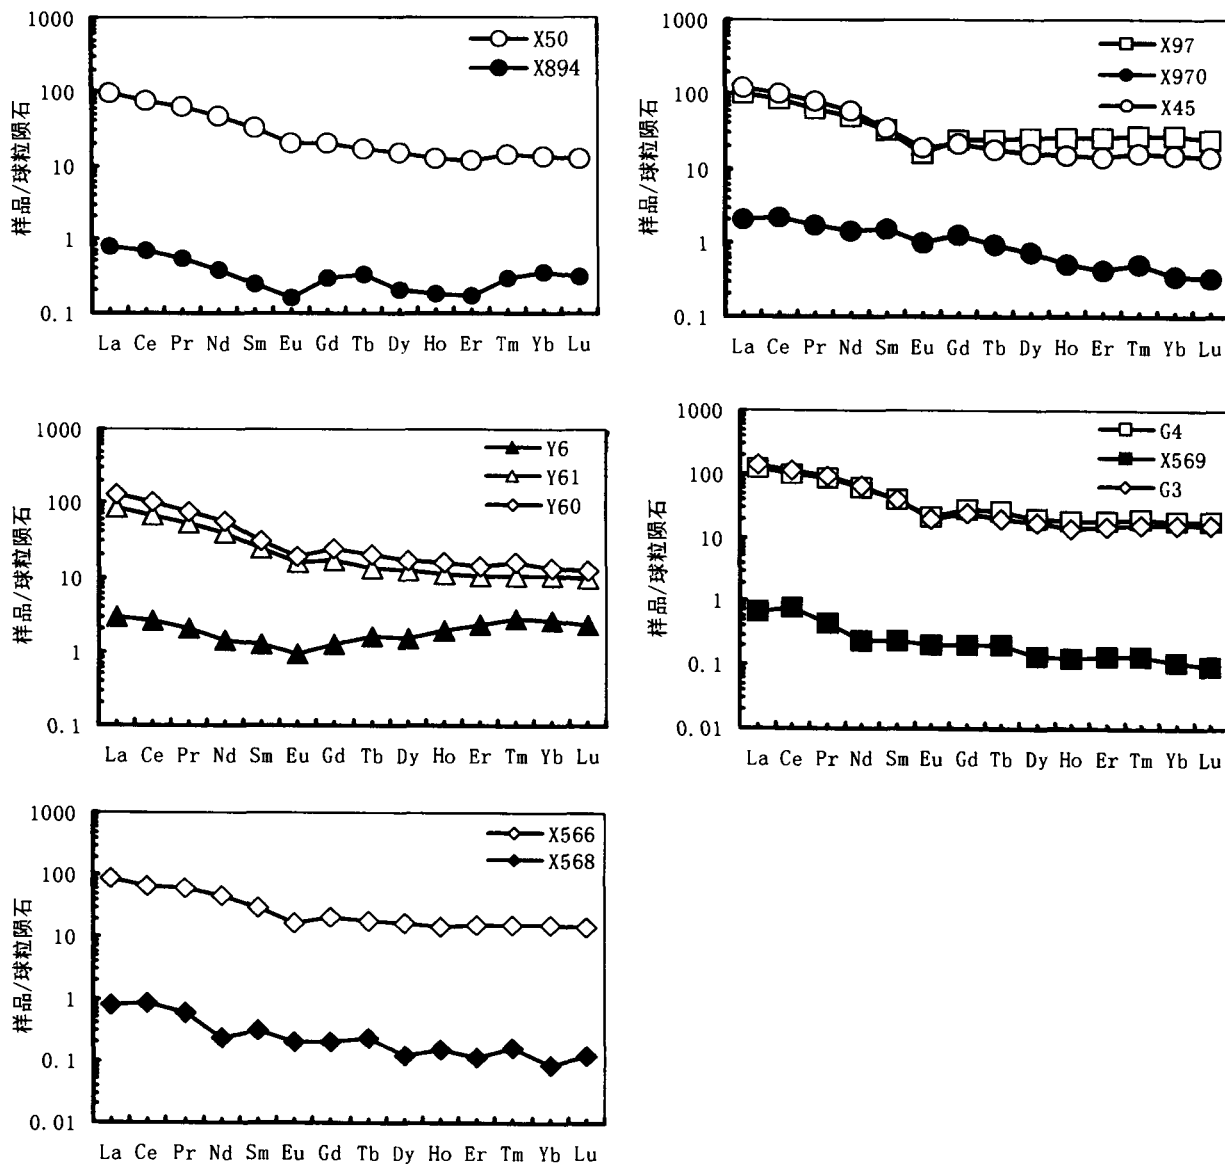 1000
100
10
1
0.1
样品/球粒陨石
X50
X894
La Ce Pr Nd Sm Eu Gd Tb Dy Ho Er Tm Yb Lu
1000
100
10
1
0.1
样品/球粒陨石
X97
X970
X45
La Ce Pr Nd Sm Eu Gd Tb Dy Ho Er Tm Yb Lu
1000
100
10
1
0.1
样品/球粒陨石
Y6
Y61
Y60
La Ce Pr Nd Sm Eu Gd Tb Dy Ho Er Tm Yb Lu
1000
100
10
1
0.1
0.01
样品/球粒陨石
G4
X569
G3
La Ce Pr Nd Sm Eu Gd Tb Dy Ho Er Tm Yb Lu
1000
100
10
1
0.1
0.01
样品/球粒陨石
X566
X568
La Ce Pr Nd Sm Eu Gd Tb Dy Ho Er Tm Yb Lu